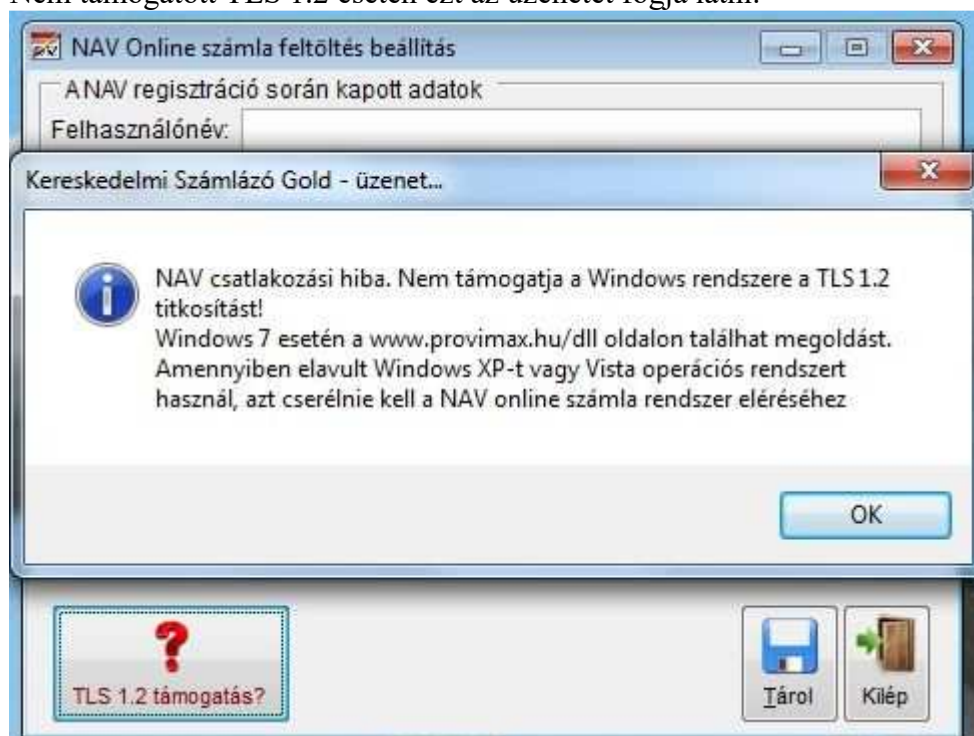 Nem támogatott TLS 1.2 esetén ezt az üzenetet fogja látni:
NAV Online számla feltöltés beállítás
A NAV regisztráció során kapott adatok
Felhasználónév:
Kereskedelmi Számlázó Gold - üzenet...
NAV csatlakozási hiba. Nem támogatja a Windows rendszere a TLS 1.2
titkosítást!
Windows 7 esetén a www.provimax.hu/dll oldalon találhat megoldást.
Amennyiben elavult Windows XP-t vagy Vista operációs rendszert
használ, azt cserélnie kell a NAV online számla rendszer eléréséhez
OK
TLS 1.2 támogatás?
Tárol
Kilép